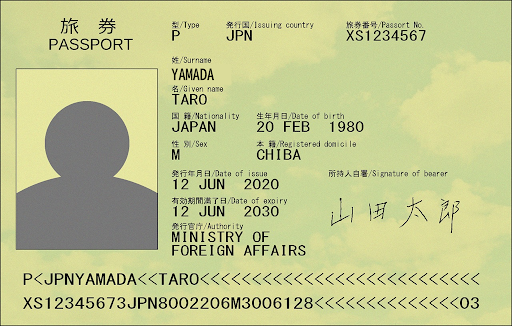 旅 券
PASSPORT
型/Type 発行国/Issuing country 旅券番号/Passort No.
P JPN XS1234567
姓/Surname
YAMADA
名/Given name
TARO
国 籍/Nationality 生年月日/Date of birth
JAPAN 20 FEB 1980
性 別/Sex 本 籍/Registered domicile
M CHIBA
発行年月日/Date of issue 所持人自署/Signature of bearer
12 JUN 2020
有効期間満了日/Date of expiry
12 JUN 2030
山田太郎
発行官庁/Authority
MINISTRY OF
FOREIGN AFFAIRS
P<JPNYAMADA<<TARO<<<<<<<<<<<<<<<<<<<<<<<<<<<
XS12345673JPN8002206M3006128<<<<<<<<<<<<<<03